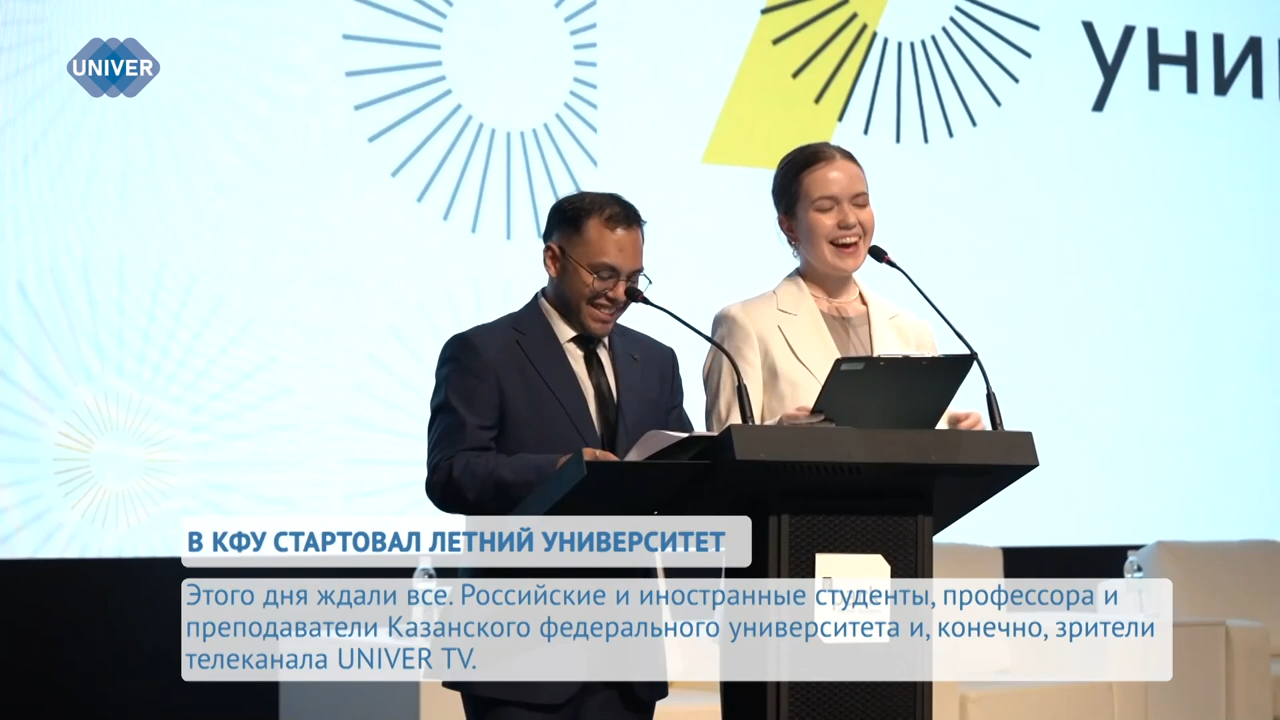 UNIVER
уни
В КФУ СТАРТОВАЛ ЛЕТНИЙ УНИВЕРСИТЕТ
Этого дня ждали все. Российские и иностранные студенты, профессора и
преподаватели Казанского федерального университета и, конечно, зрители
телеканала UNIVER TV.